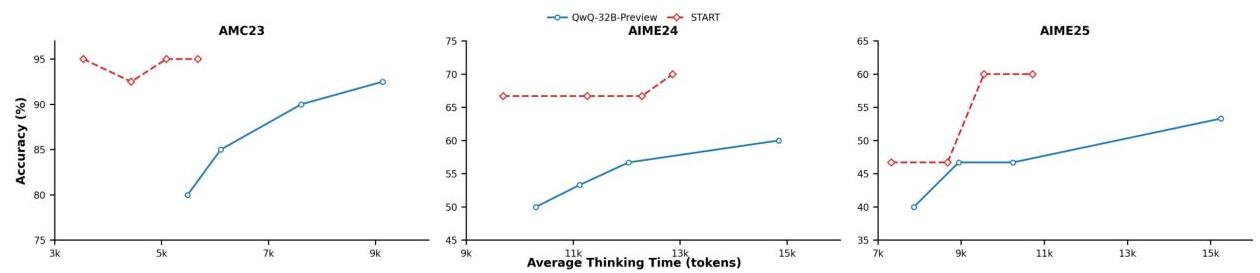 QwQ-32B-Preview START
AMC23 AIME24 AIME25
Accuracy (%)
95
90
85
80
75
3k 5k 7k 9k
75
70
65
60
55
50
45
9k 11k 13k 15k
65
60
55
50
45
40
35
7k 9k 11k 13k 15k
Average Thinking Time (tokens)